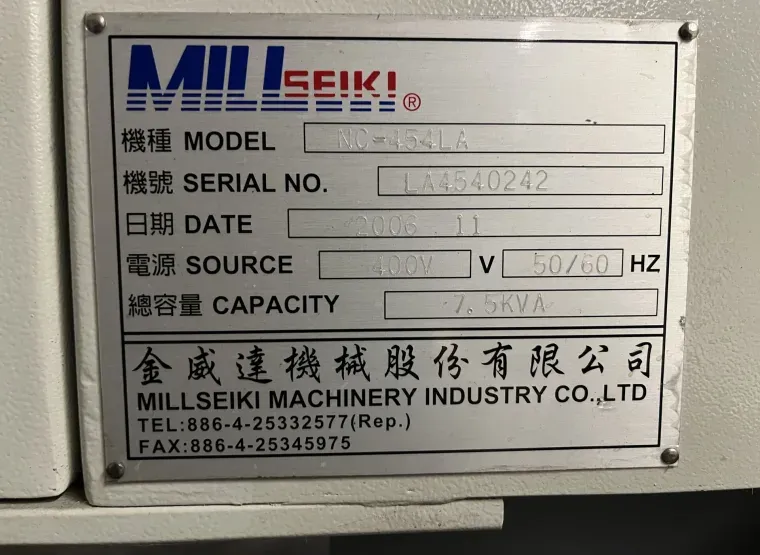 MILLSEIKI®
機種 MODEL NC-454LA
機號 SERIAL NO. LA4540242
日期 DATE 2006.11
電源 SOURCE 400V V 50/60 HZ
總容量 CAPACITY 7.5KVA
金威達機械股份有限公司
MILLSEIKI MACHINERY INDUSTRY CO.,LTD
TEL:886-4-25332577(Rep.)
FAX:886-4-25345975